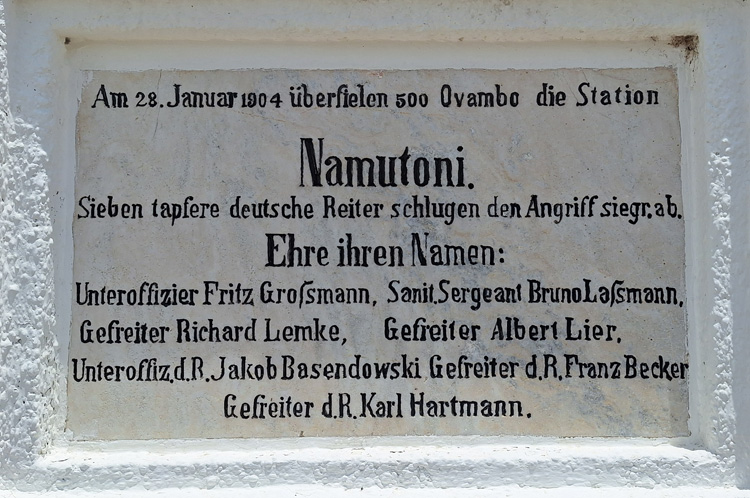 Am 28. Januar 1904 überfielen 500 Ovambo die Station
Namutoni.
Sieben tapfere deutsche Reiter schlugen den Angriff siegr. ab.
Ehre ihren Namen:
Unteroffizier Fritz Groſsmann, Sanit. Sergeant Bruno Laſsmann,
Gefreiter Richard Lemke, Gefreiter Albert Lier,
Unteroffiz. d.R. Jakob Basendowski Gefreiter d.R. Franz Becker
Gefreiter d.R. Karl Hartmann.